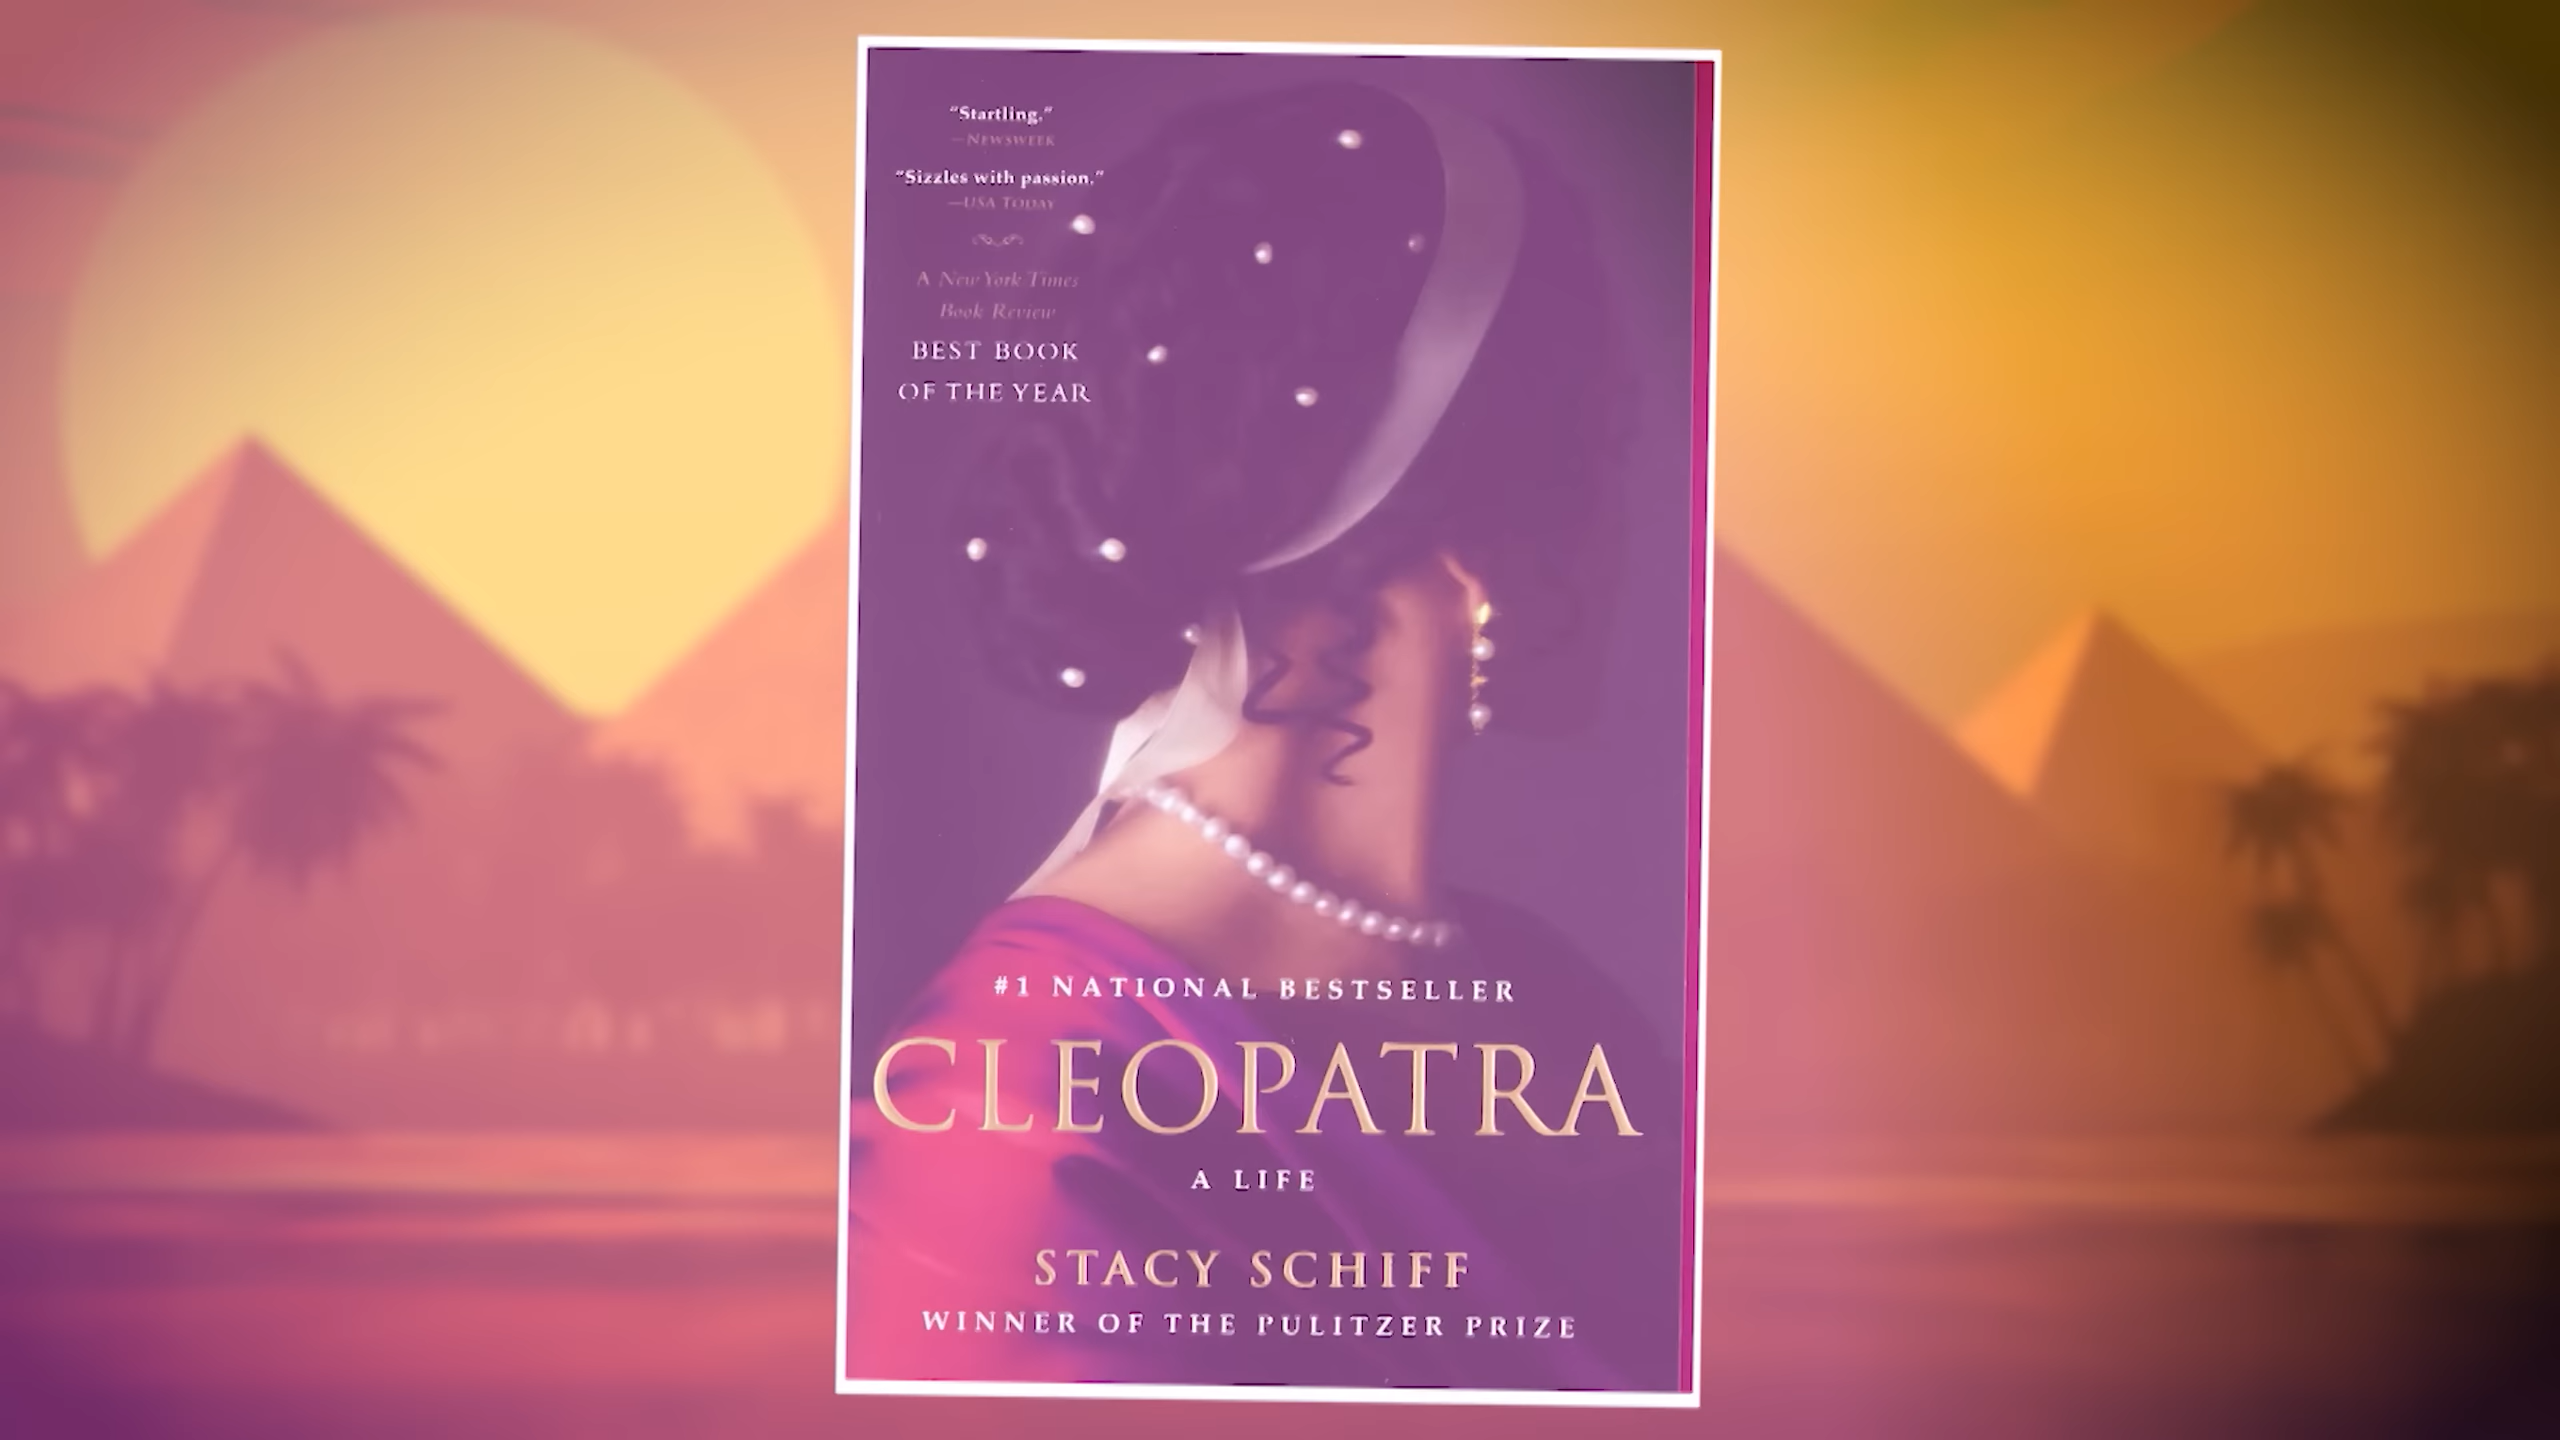 “Startling.”
—NEWSWEEK
“Sizzles with passion.”
—USA TODAY
A New York Times
Book Review
BEST BOOK
OF THE YEAR
#1 NATIONAL BESTSELLER
CLEOPATRA
A LIFE
STACY SCHIFF
WINNER OF THE PULITZER PRIZE